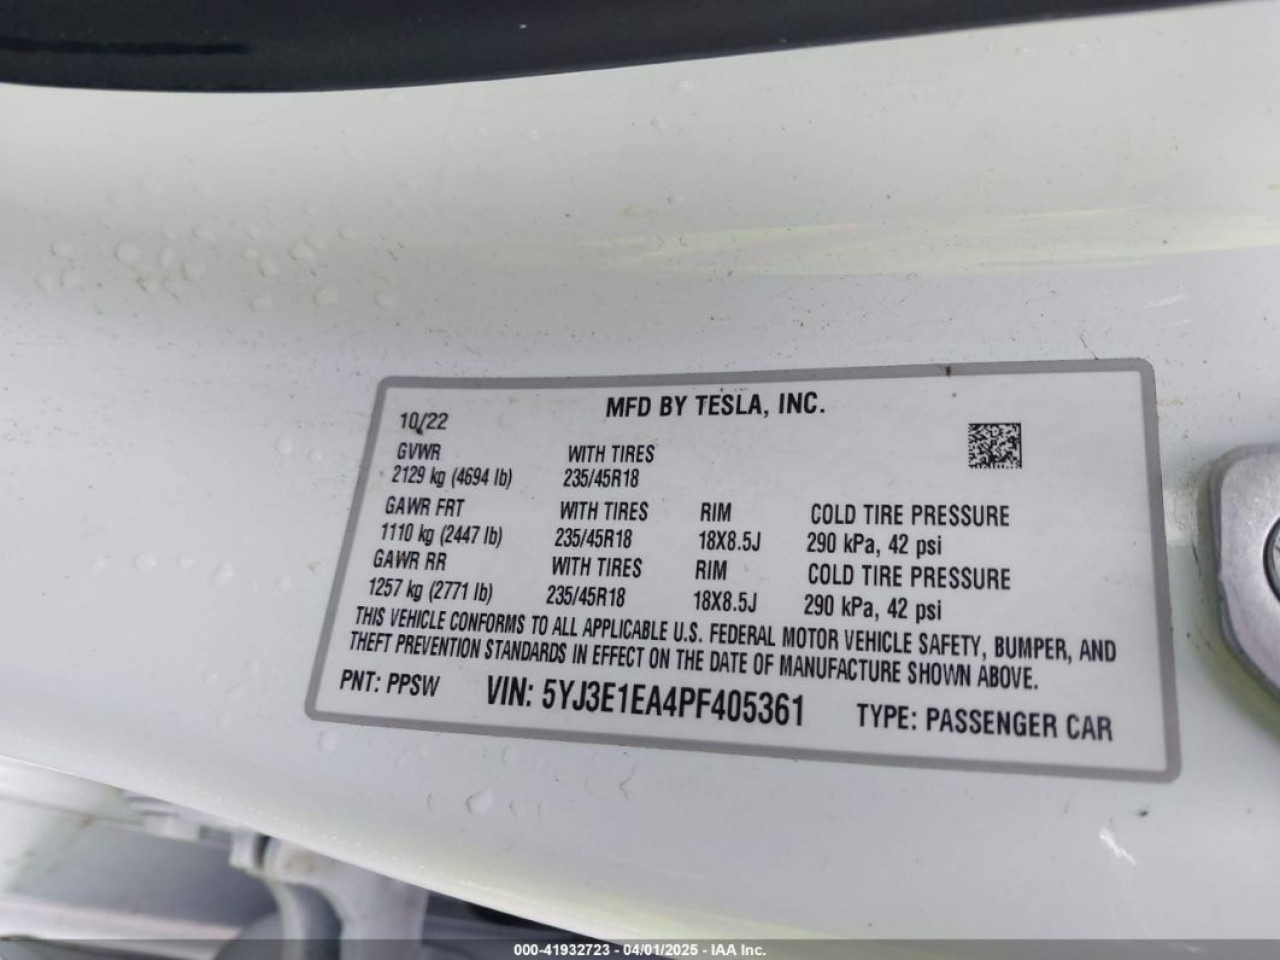 MFD BY TESLA, INC.
10/22
GVWR WITH TIRES
2129 kg (4694 lb) 235/45R18
GAWR FRT WITH TIRES RIM COLD TIRE PRESSURE
1110 kg (2447 lb) 235/45R18 18X8.5J 290 kPa, 42 psi
GAWR RR WITH TIRES RIM COLD TIRE PRESSURE
1257 kg (2771 lb) 235/45R18 18X8.5J 290 kPa, 42 psi
THIS VEHICLE CONFORMS TO ALL APPLICABLE U.S. FEDERAL MOTOR VEHICLE SAFETY, BUMPER, AND
THEFT PREVENTION STANDARDS IN EFFECT ON THE DATE OF MANUFACTURE SHOWN ABOVE.
PNT: PPSW VIN: 5YJ3E1EA4PF405361 TYPE: PASSENGER CAR
000-41932723 - 04/01/2025 - IAA Inc.